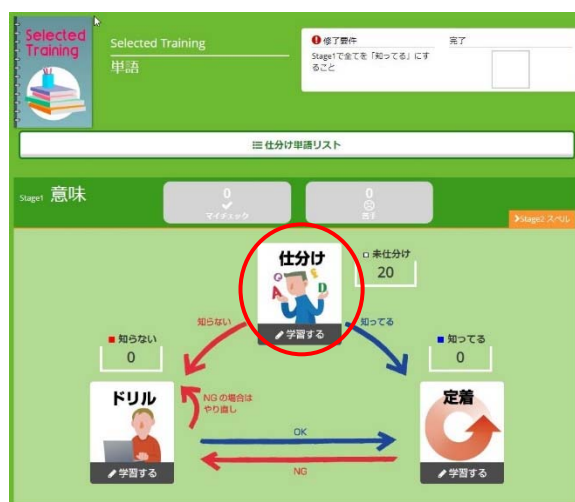 Selected
Training
Selected Training
単語
修了要件
完了
Stage1で全てを「知ってる」にす
ること
仕分け単語リスト
Stage1 意味
0
マイチェック
0
残す
Stage2 スペル
仕分け
学習する
未仕分け
20
知らない
知ってる
知らない
0
知ってる
0
ドリル
学習する
NGの場合は
やり直し
OK
NG
定着
学習する